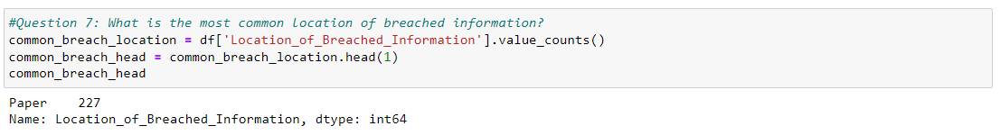 #Question 7: What is the most common location of breached information?
common_breach_location = df['Location_of_Breached_Information'].value_counts()
common_breach_head = common_breach_location.head(1)
common_breach_head
Paper    227
Name: Location_of_Breached_Information, dtype: int64